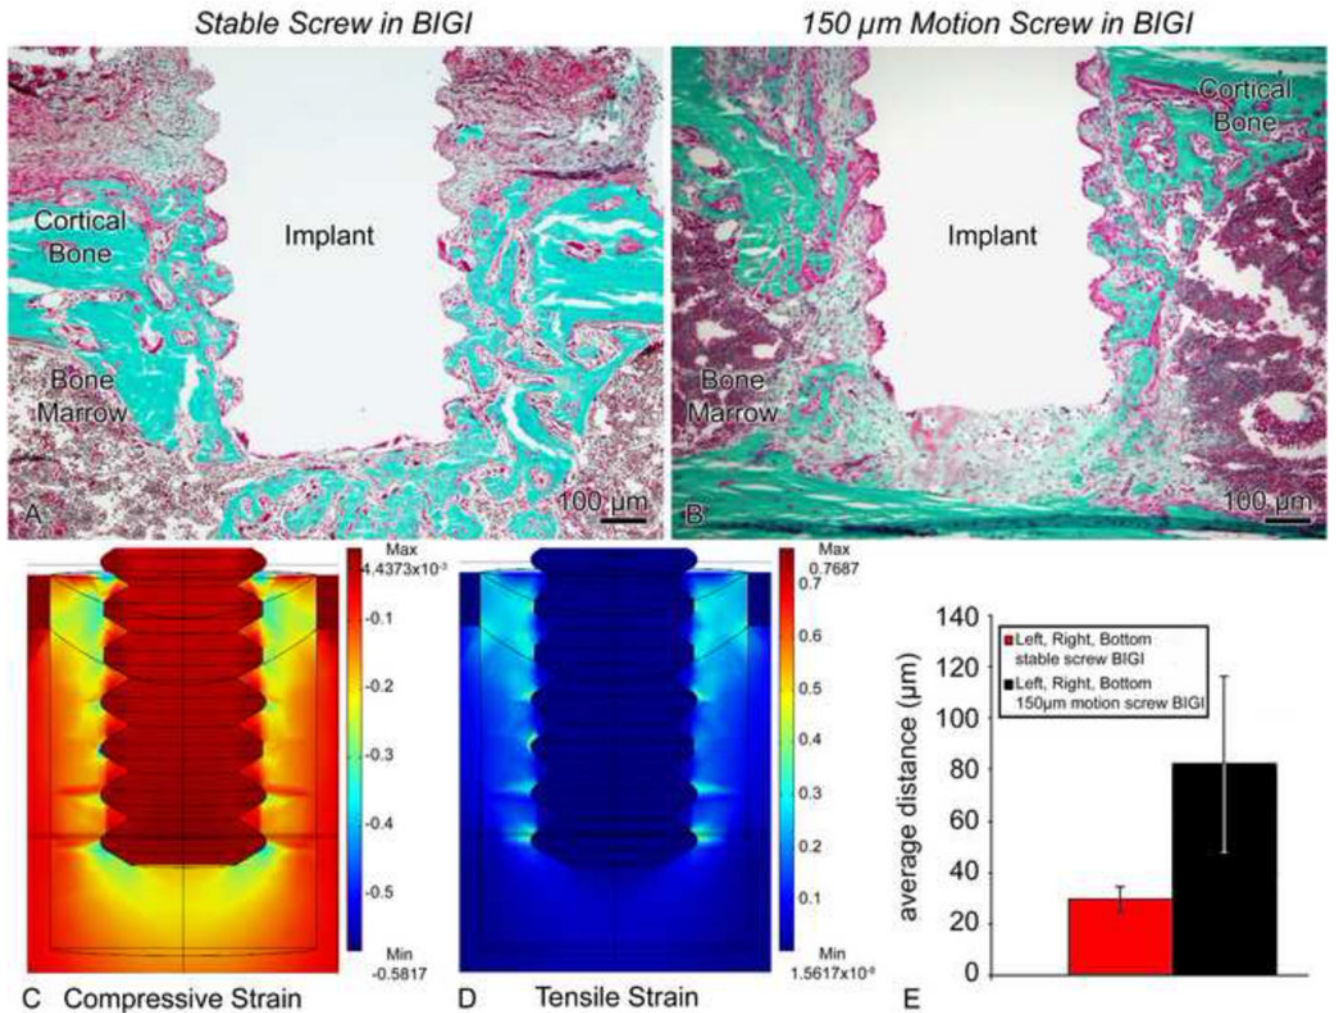 Stable Screw in BIGI
150 µm Motion Screw in BIGI
Cortical
Bone
Implant
Bone
Marrow
A
100 µm
Cortical
Bone
Implant
Bone
Marrow
B
100 µm
Max
4.4373x10⁻³
-0.1
-0.2
-0.3
-0.4
-0.5
Min
-0.5817
C Compressive Strain
Max
0.7687
0.7
0.6
0.5
0.4
0.3
0.2
0.1
Min
D Tensile Strain
140
120
100
80
60
40
20
0
average distance (µm)
Left, Right, Bottom
stable screw BIGI
Left, Right, Bottom
150µm motion screw BIGI
E